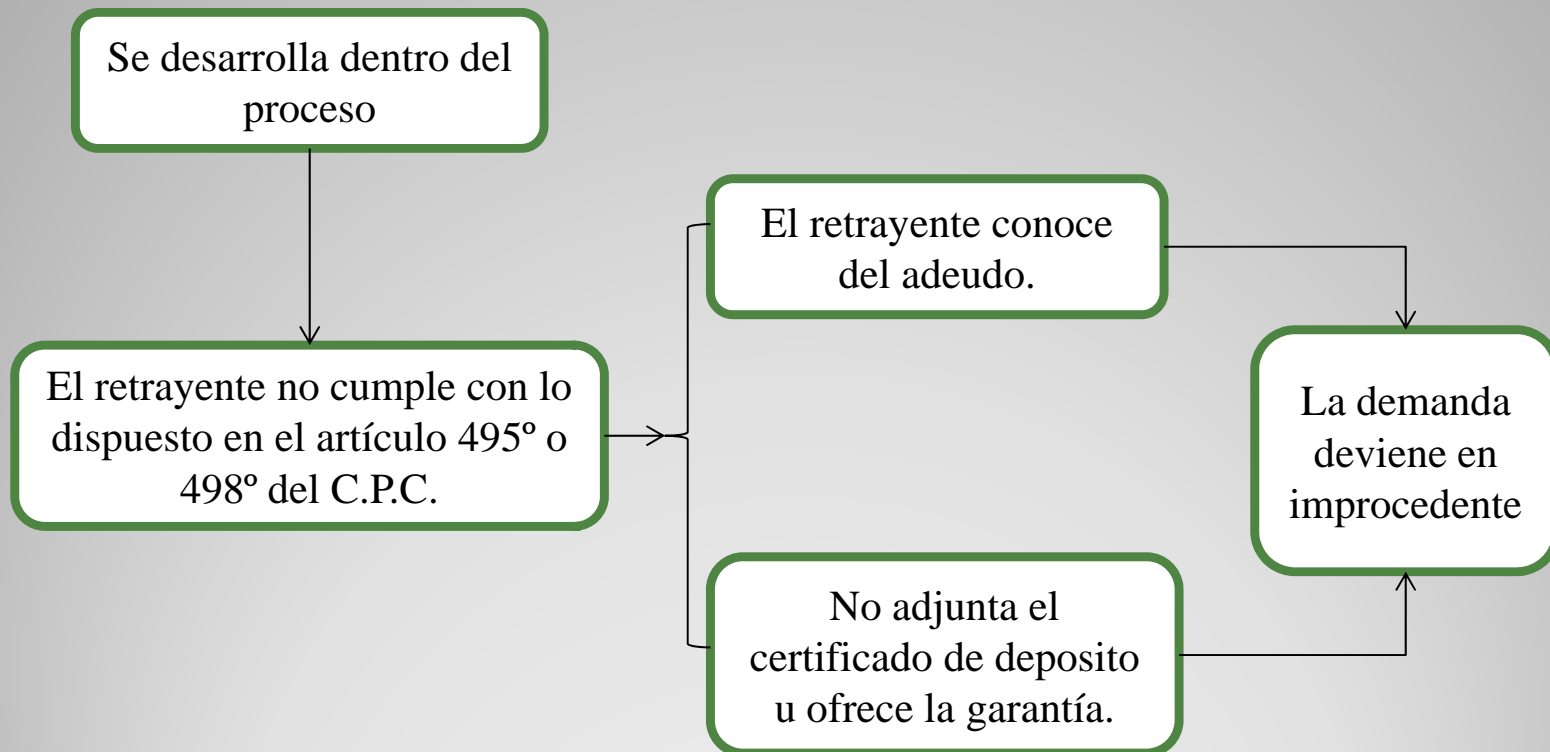 Se desarrolla dentro del
proceso
El retrayente no cumple con lo
dispuesto en el artículo 495º o
498º del C.P.C.
El retrayente conoce
del adeudo.
No adjunta el
certificado de deposito
u ofrece la garantía.
La demanda
deviene en
improcedente